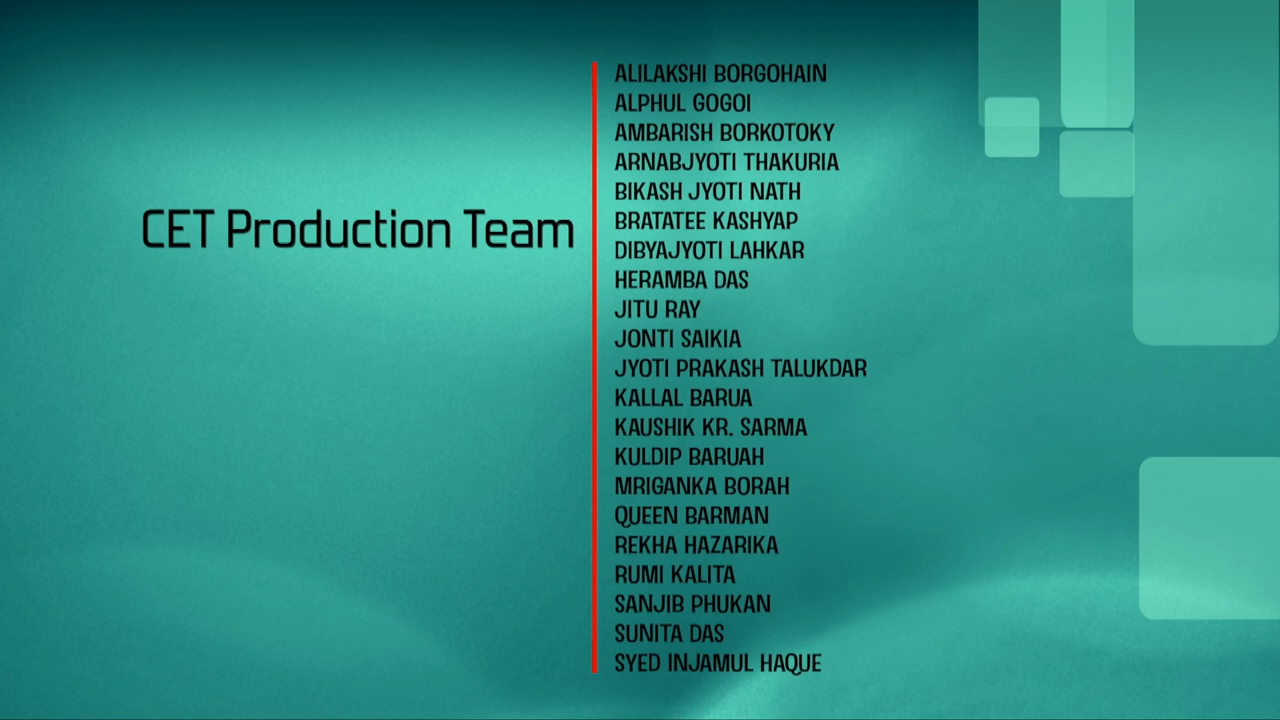 CET Production Team
ALILAKSHI BORGOHAIN
ALPHUL GOGOI
AMBARISH BORKOTOKY
ARNABJYOTI THAKURIA
BIKASH JYOTI NATH
BRATATEE KASHYAP
DIBYAJYOTI LAHKAR
HERAMBA DAS
JITU RAY
JONTI SAIKIA
JYOTI PRAKASH TALUKDAR
KALLAL BARUA
KAUSHIK KR. SARMA
KULDIP BARUAH
MRIGANKA BORAH
QUEEN BARMAN
REKHA HAZARIKA
RUMI KALITA
SANJIB PHUKAN
SUNITA DAS
SYED INJAMUL HAQUE